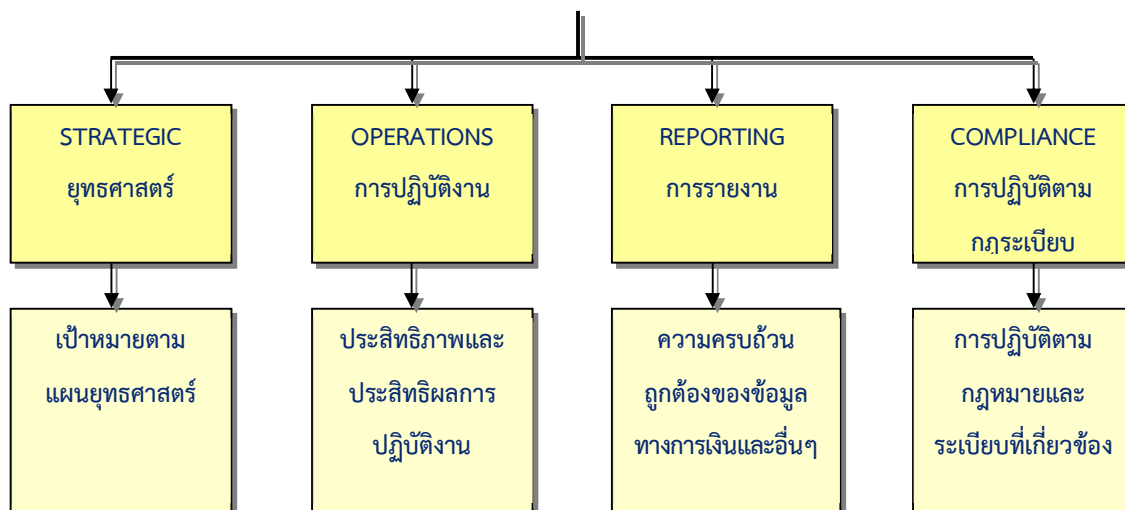 STRATEGIC
ยุทธศาสตร์
OPERATIONS
การปฏิบัติงาน
REPORTING
การรายงาน
COMPLIANCE
การปฏิบัติตาม
กฎระเบียบ
เป้าหมายตาม
แผนยุทธศาสตร์
ประสิทธิภาพและ
ประสิทธิผลการ
ปฏิบัติงาน
ความครบถ้วน
ถูกต้องของข้อมูล
ทางการเงินและอื่นๆ
การปฏิบัติตาม
กฎหมายและ
ระเบียบที่เกี่ยวข้อง